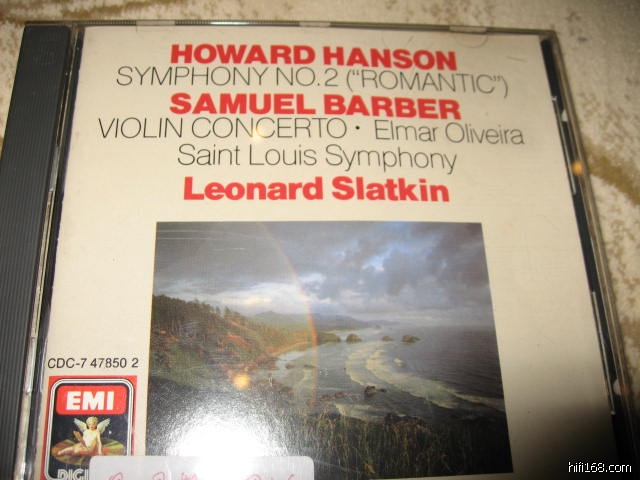 HOWARD HANSON
SYMPHONY NO.2 ("ROMANTIC")
SAMUEL BARBER
VIOLIN CONCERTO · Elmar Oliveira
Saint Louis Symphony
Leonard Slatkin
CDC-7 47850 2
EMI
hifi168.com